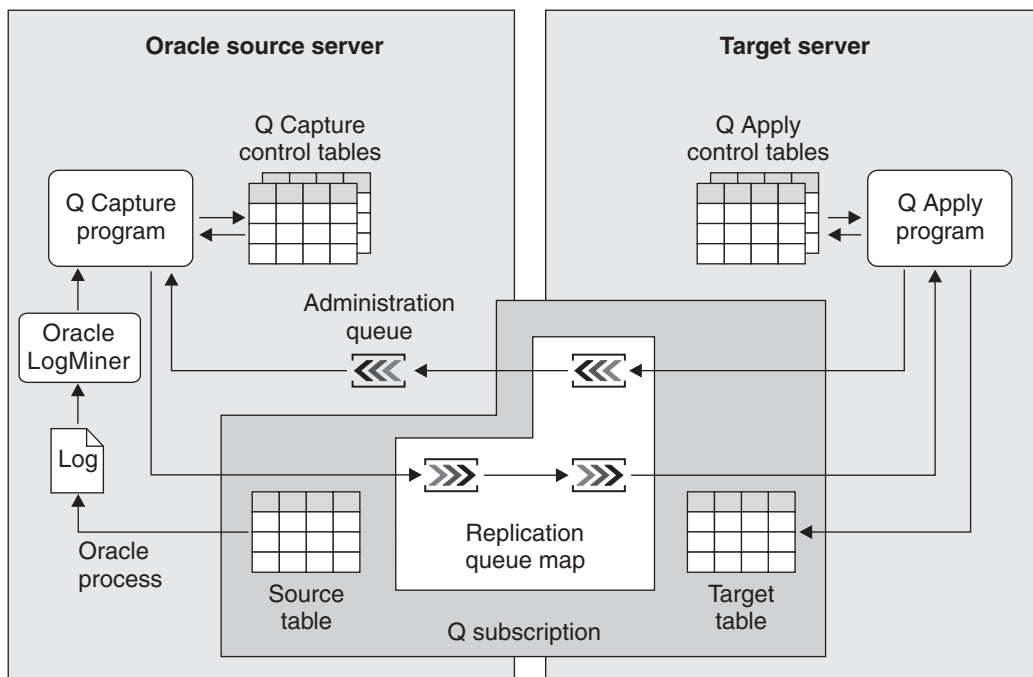 Oracle source server
Target server
Q Capture
control tables
Q Apply
control tables
Q Capture
program
Q Apply
program
Administration
queue
Oracle
LogMiner
Log
Oracle
process
Source
table
Replication
queue map
Target
table
Q subscription